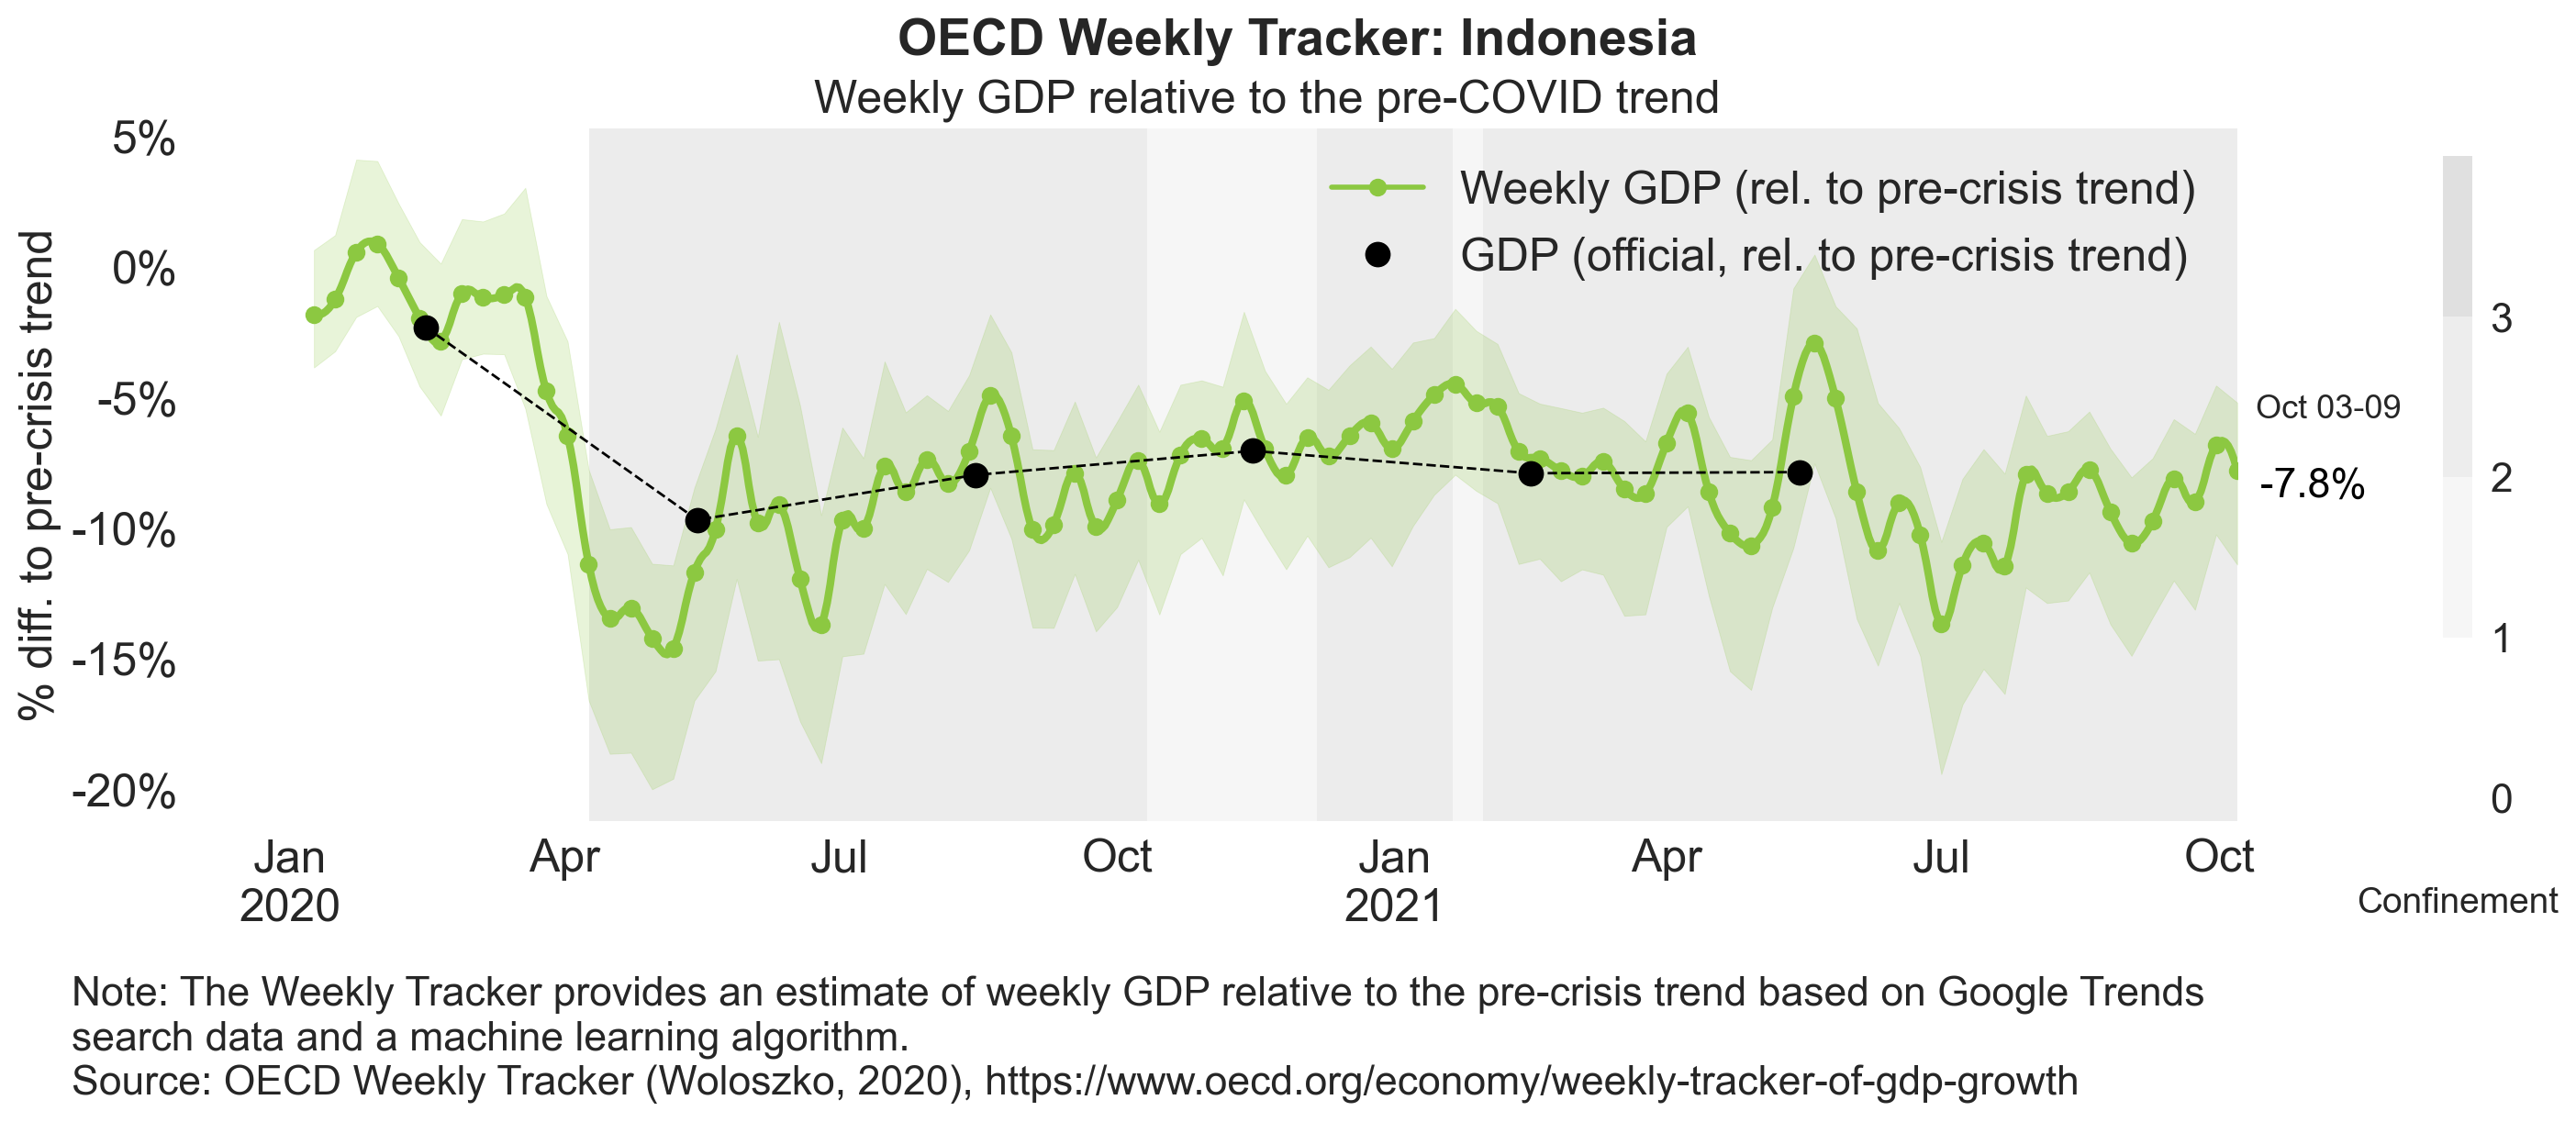 OECD Weekly Tracker: Indonesia
Weekly GDP relative to the pre-COVID trend
% diff. to pre-crisis trend
5%
0%
-5%
-10%
-15%
-20%
Weekly GDP (rel. to pre-crisis trend)
GDP (official, rel. to pre-crisis trend)
Oct 03-09
-7.8%
3
2
1
0
Confinement
Jan Apr Jul Oct Jan Apr Jul Oct
2020 2021
Note: The Weekly Tracker provides an estimate of weekly GDP relative to the pre-crisis trend based on Google Trends
search data and a machine learning algorithm.
Source: OECD Weekly Tracker (Woloszko, 2020), https://www.oecd.org/economy/weekly-tracker-of-gdp-growth